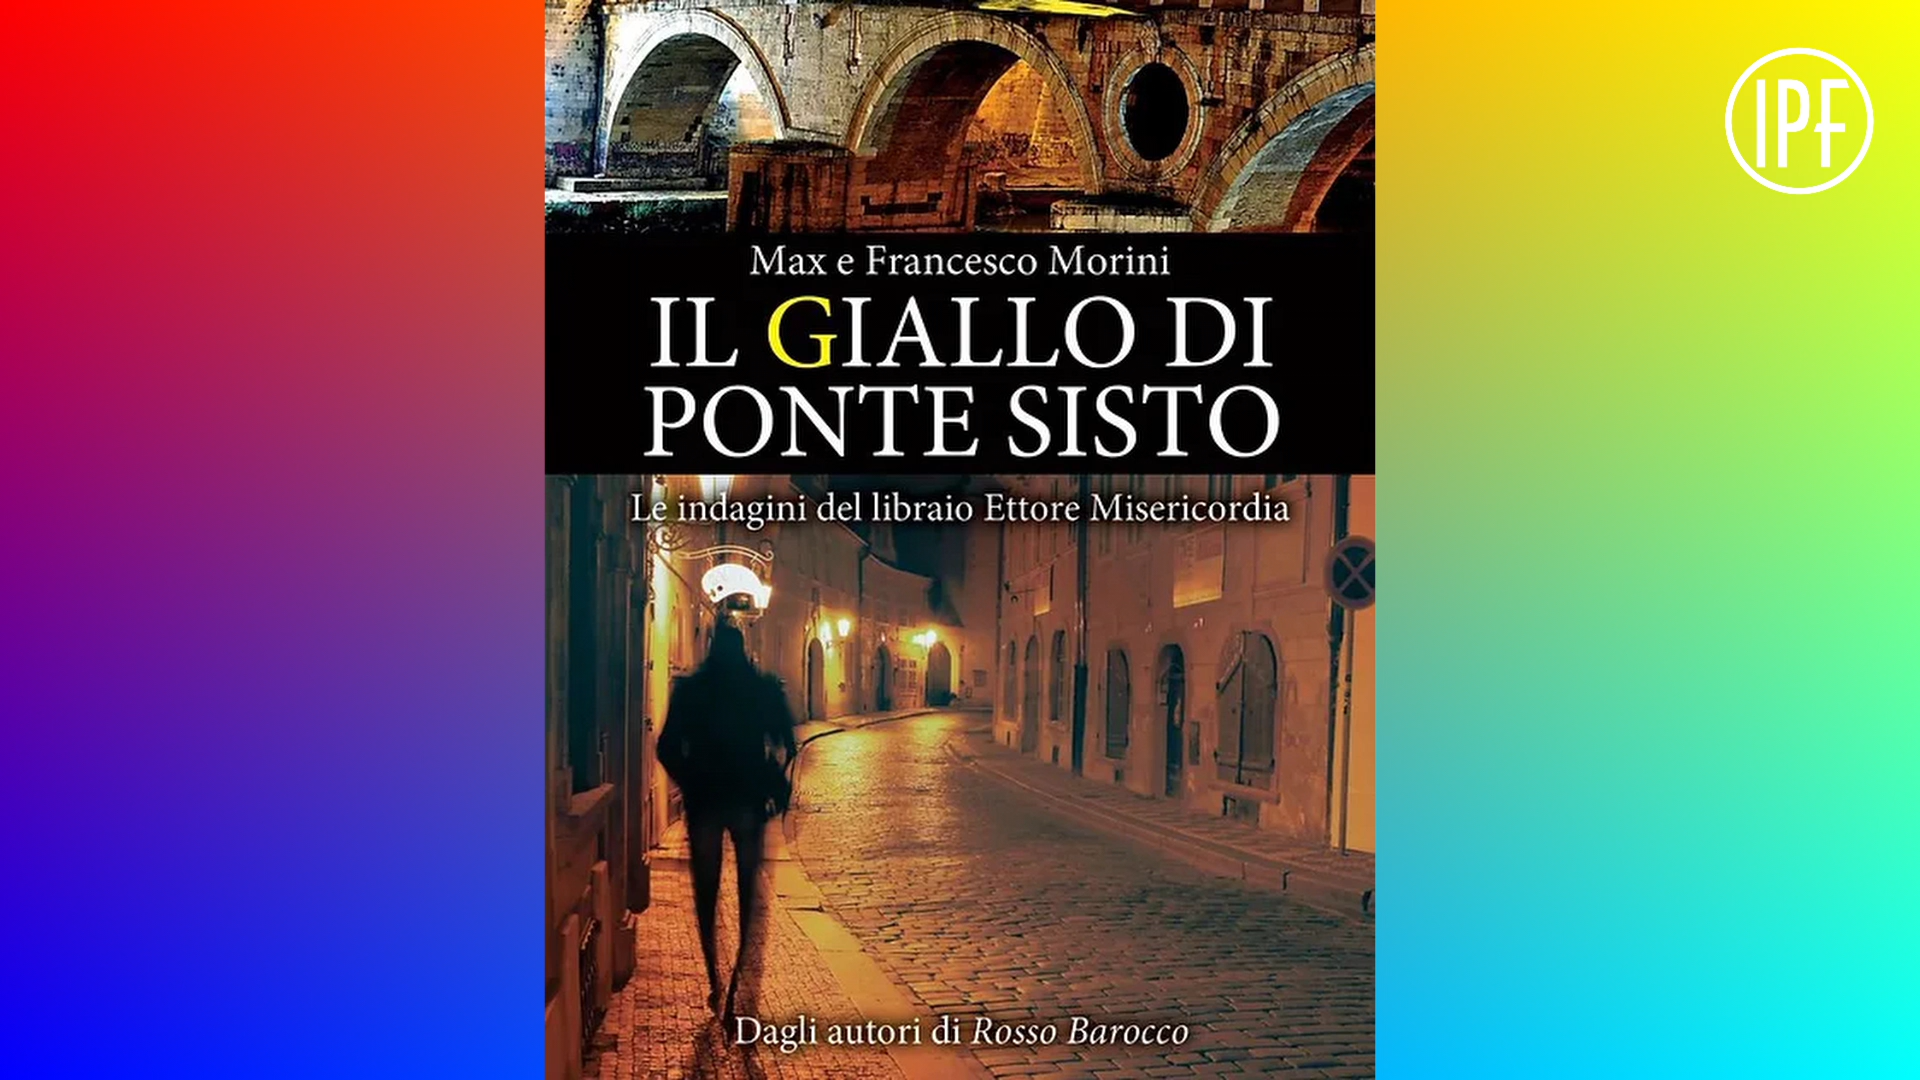 IPF
Max e Francesco Morini
IL GIALLO DI
PONTE SISTO
Le indagini del libraio Ettore Misericordia
Dagli autori di Rosso Barocco